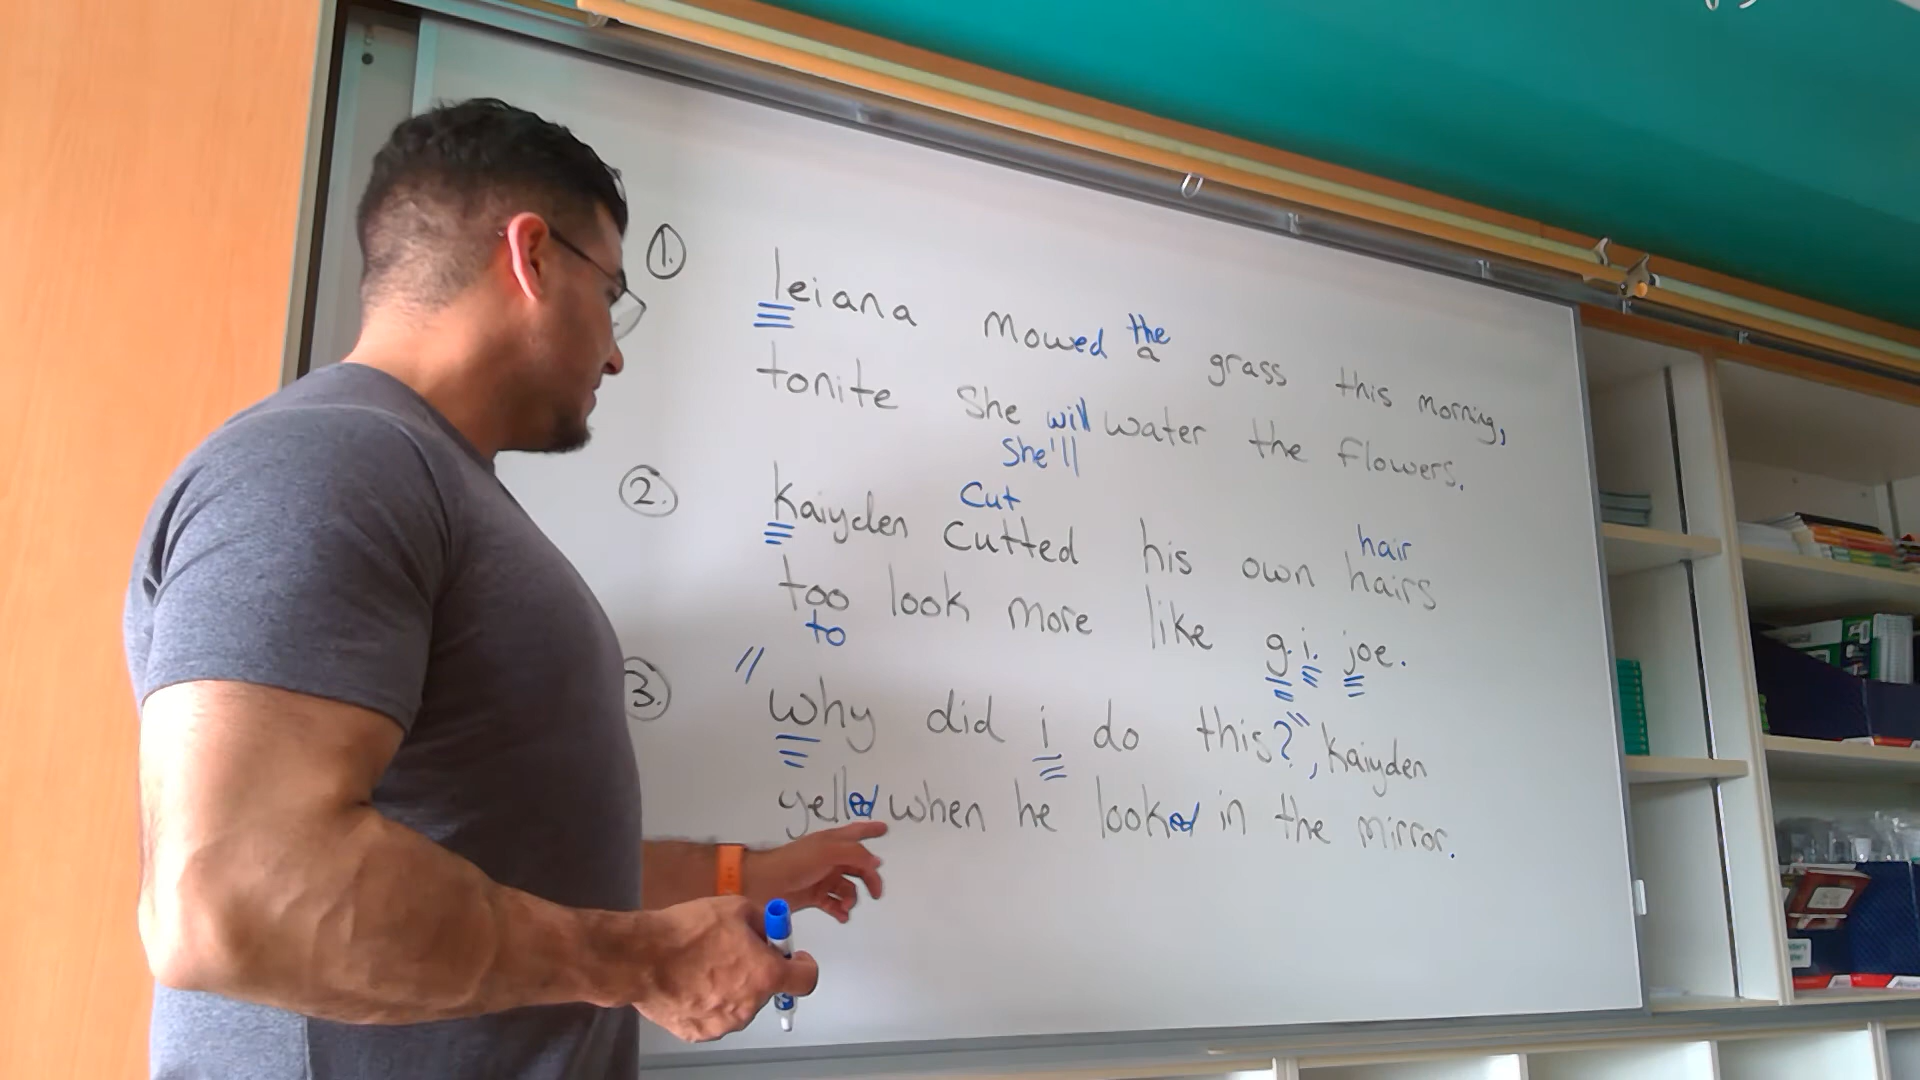 1.
the
leiana mowed a grass this morning,
tonite she will water the flowers.
She'll
2.
Cut hair
Kaiyden Cutted his own hairs
too look more like g.i. joe.
to
3.
"why did i do this?", Kaiyden
yelled when he looked in the mirror.